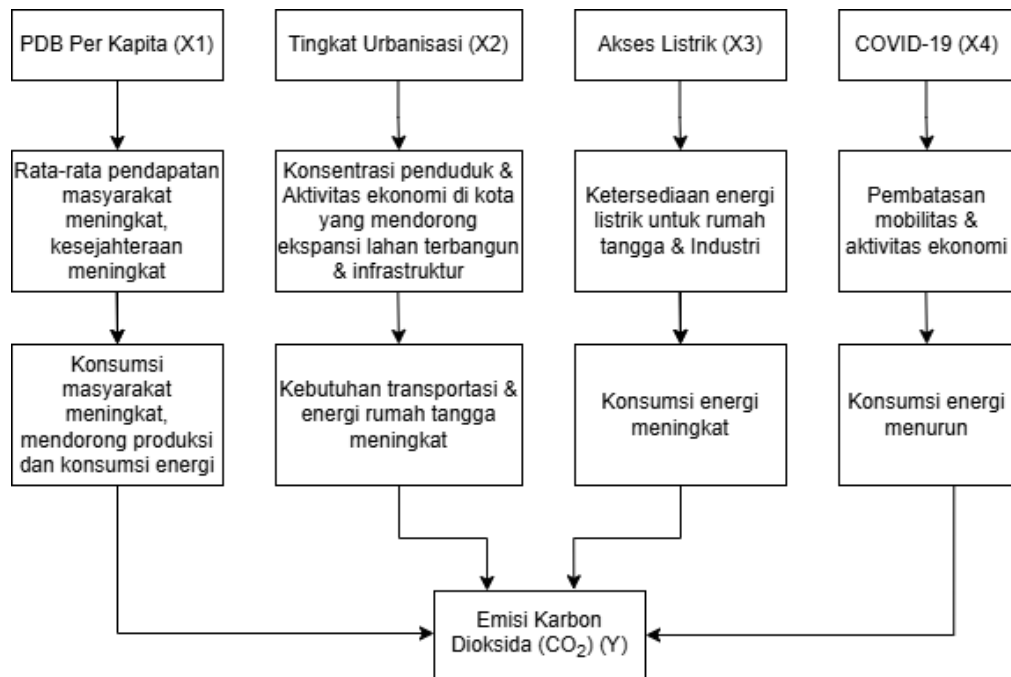 PDB Per Kapita (X1)
Tingkat Urbanisasi (X2)
Akses Listrik (X3)
COVID-19 (X4)
Rata-rata pendapatan
masyarakat
meningkat,
kesejahteraan
meningkat
Konsentrasi penduduk &
Aktivitas ekonomi di kota
yang mendorong
ekspansi lahan terbangun
& infrastruktur
Ketersediaan energi
listrik untuk rumah
tangga & Industri
Pembatasan
mobilitas &
aktivitas ekonomi
Konsumsi
masyarakat
meningkat,
mendorong produksi
dan konsumsi energi
Kebutuhan transportasi &
energi rumah tangga
meningkat
Konsumsi energi
meningkat
Konsumsi energi
menurun
Emisi Karbon
Dioksida (CO₂) (Y)